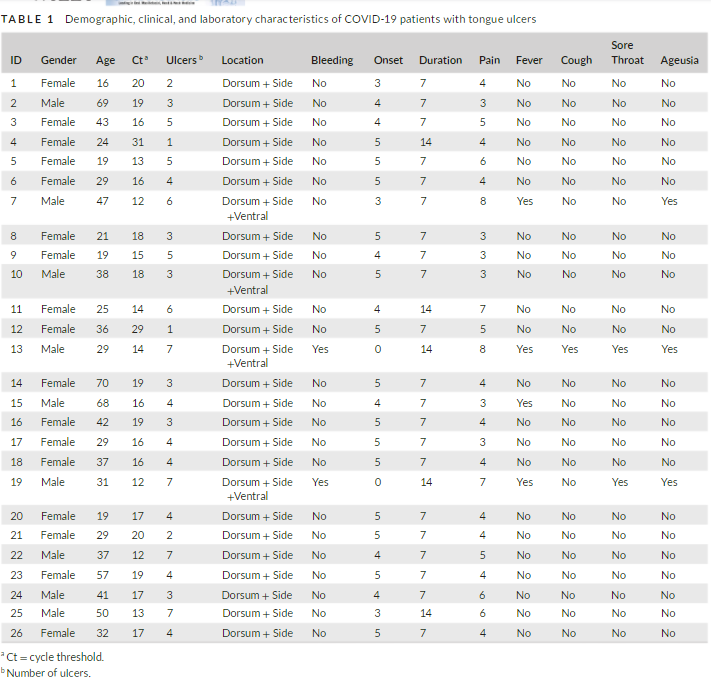 TABLE 1 Demographic, clinical, and laboratory characteristics of COVID-19 patients with tongue ulcers
Sore
ID Gender Age Ctᵃ Ulcersᵇ Location Bleeding Onset Duration Pain Fever Cough Throat Ageusia
1 Female 16 20 2 Dorsum + Side No 3 7 4 No No No No
2 Male 69 19 3 Dorsum + Side No 4 7 3 No No No No
3 Female 43 16 5 Dorsum + Side No 4 7 5 No No No No
4 Female 24 31 1 Dorsum + Side No 5 14 4 No No No No
5 Female 19 13 5 Dorsum + Side No 5 7 6 No No No No
6 Female 29 16 4 Dorsum + Side No 5 7 4 No No No No
7 Male 47 12 6 Dorsum + Side No 3 7 8 Yes No No Yes
+Ventral
8 Female 21 18 3 Dorsum + Side No 5 7 3 No No No No
9 Female 19 15 5 Dorsum + Side No 4 7 3 No No No No
10 Male 38 18 3 Dorsum + Side No 5 7 3 No No No No
+Ventral
11 Female 25 14 6 Dorsum + Side No 4 14 7 No No No No
12 Female 36 29 1 Dorsum + Side No 5 7 5 No No No No
13 Male 29 14 7 Dorsum + Side Yes 0 14 8 Yes Yes Yes Yes
+Ventral
14 Female 70 19 3 Dorsum + Side No 5 7 4 No No No No
15 Male 68 16 4 Dorsum + Side No 4 7 3 Yes No No No
16 Female 42 19 3 Dorsum + Side No 5 7 4 No No No No
17 Female 29 16 4 Dorsum + Side No 5 7 3 No No No No
18 Female 37 16 4 Dorsum + Side No 5 7 4 No No No No
19 Male 31 12 7 Dorsum + Side Yes 0 14 7 Yes No Yes Yes
+Ventral
20 Female 19 17 4 Dorsum + Side No 5 7 4 No No No No
21 Female 29 20 2 Dorsum + Side No 5 7 4 No No No No
22 Male 37 12 7 Dorsum + Side No 4 7 5 No No No No
23 Female 57 19 4 Dorsum + Side No 5 7 4 No No No No
24 Male 41 17 3 Dorsum + Side No 4 7 6 No No No No
25 Male 50 13 7 Dorsum + Side No 3 14 6 No No No No
26 Female 32 17 4 Dorsum + Side No 5 7 4 No No No No
ᵃ Ct = cycle threshold.
ᵇ Number of ulcers.